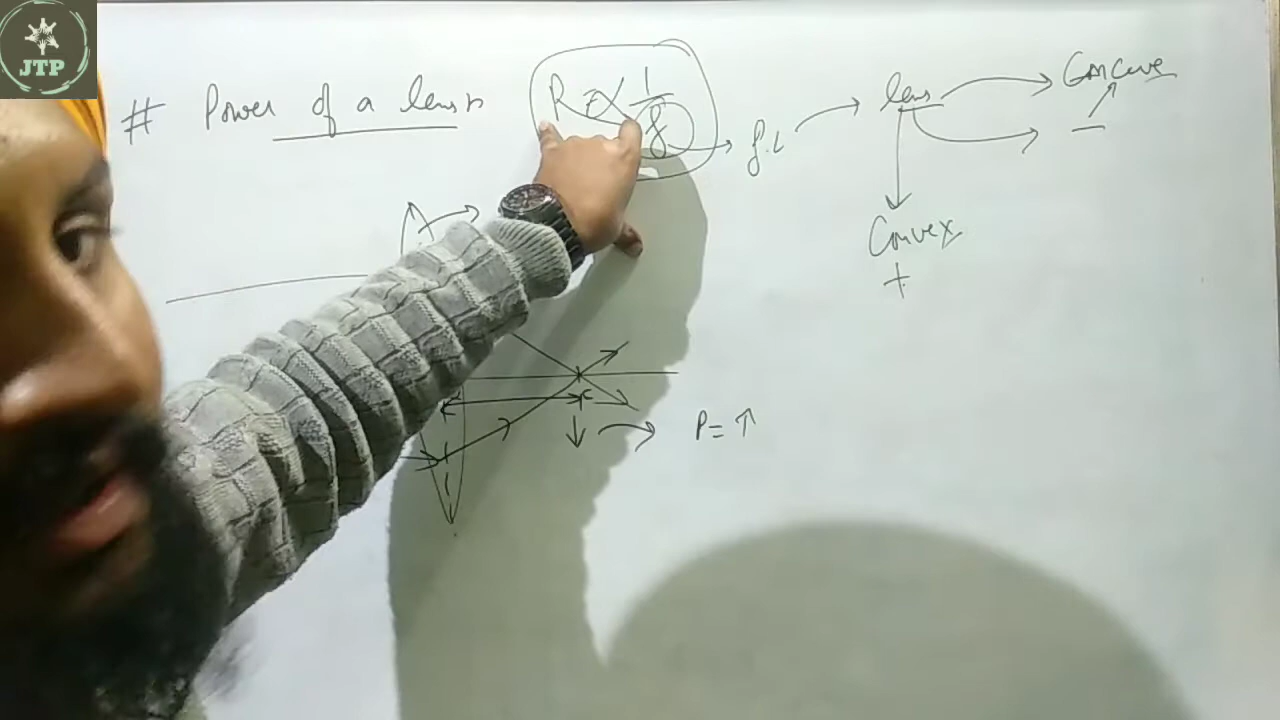 JTP
# Power of a lens
P = 1/f
f.L
lens
Concave
−
Convex
+
P = ↑